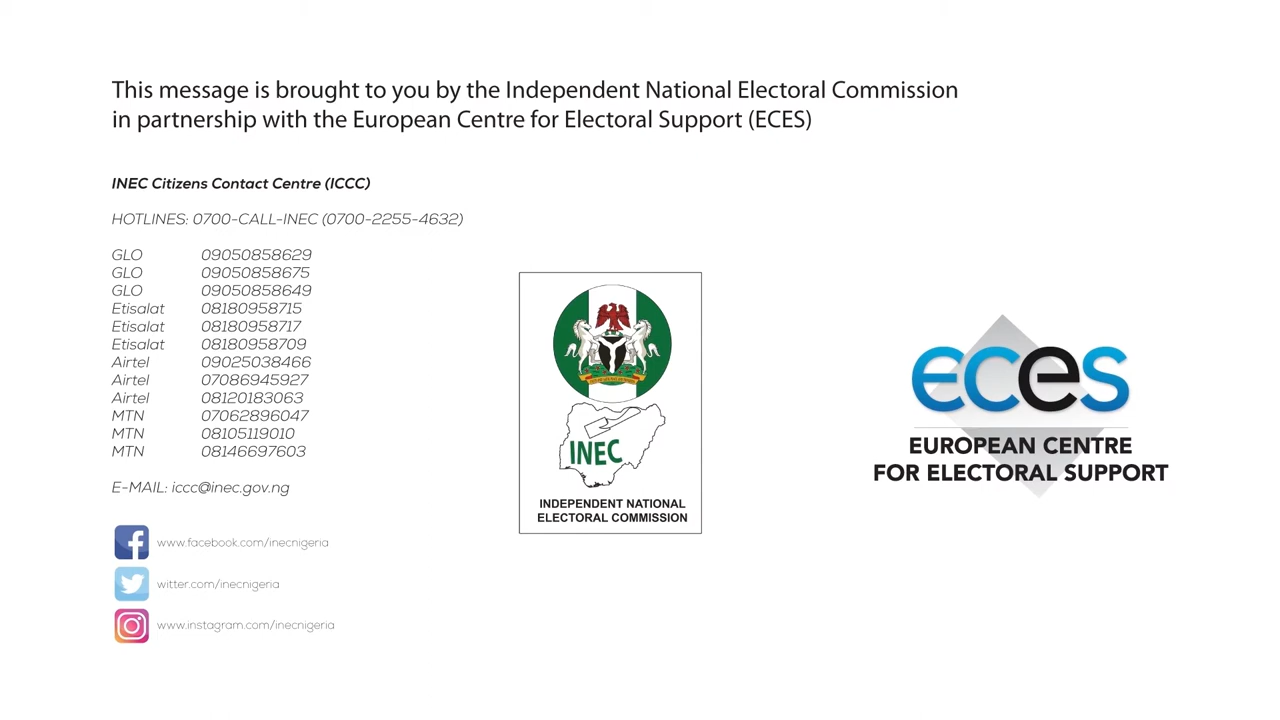 This message is brought to you by the Independent National Electoral Commission
in partnership with the European Centre for Electoral Support (ECES)
INEC Citizens Contact Centre (ICCC)
HOTLINES: 0700-CALL-INEC (0700-2255-4632)
GLO 09050858629
GLO 09050858675
GLO 09050858649
Etisalat 08180958715
Etisalat 08180958717
Etisalat 08180958709
Airtel 09025038466
Airtel 07086945927
Airtel 08120183063
MTN 07062896047
MTN 08105119010
MTN 08146697603
E-MAIL: iccc@inec.gov.ng
www.facebook.com/inecnigeria
witter.com/inecnigeria
www.instagram.com/inecnigeria
INEC
INDEPENDENT NATIONAL
ELECTORAL COMMISSION
eces
EUROPEAN CENTRE
FOR ELECTORAL SUPPORT